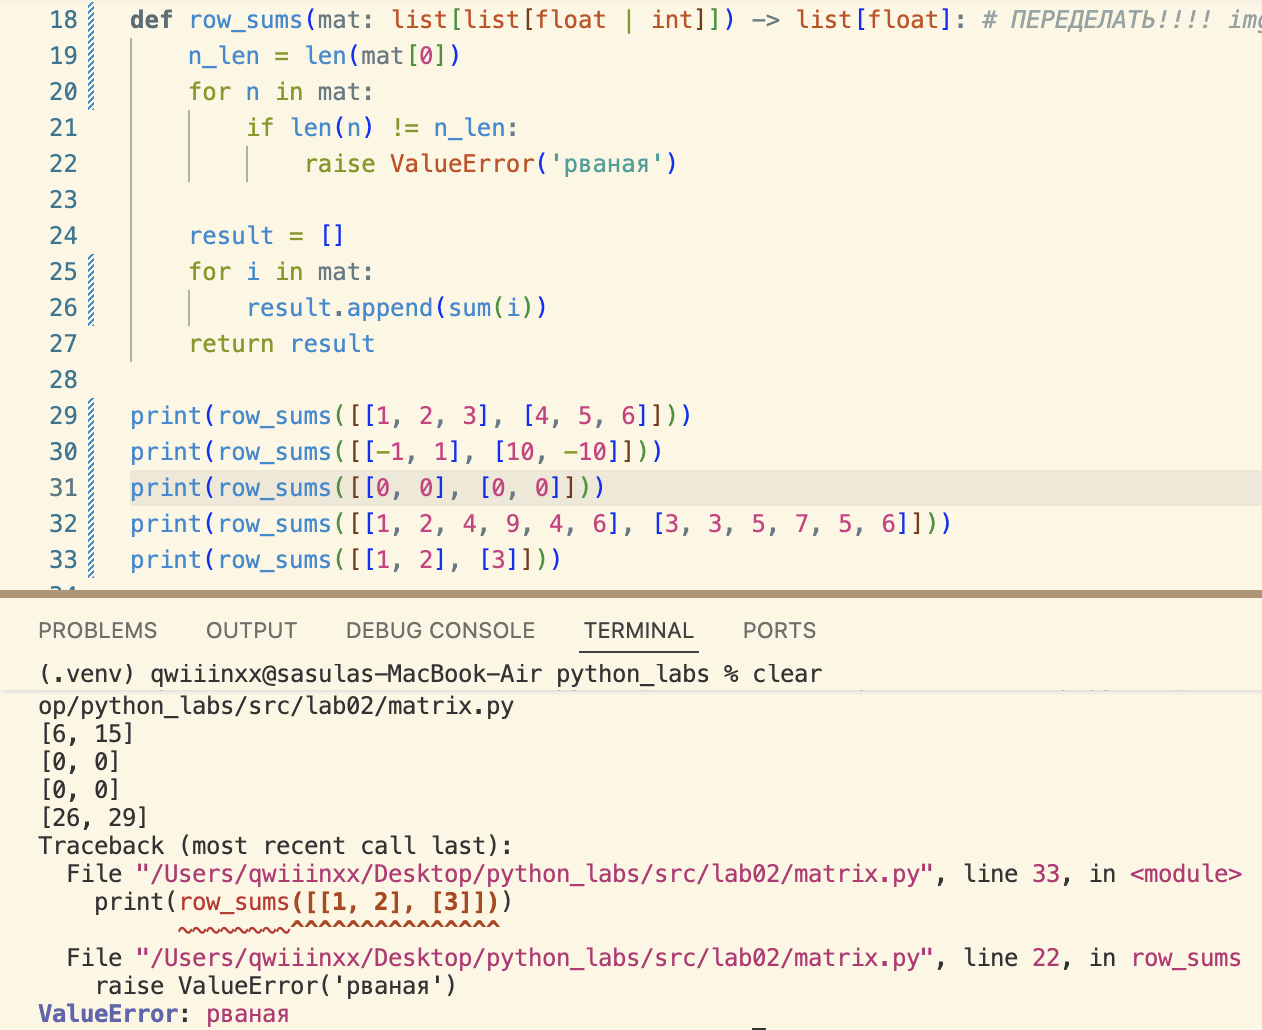 18 def row_sums(mat: list[list[float | int]]) -> list[float]: # ПЕРЕДЕЛАТЬ!!!! img
19 n_len = len(mat[0])
20 for n in mat:
21 if len(n) != n_len:
22 raise ValueError('рваная')
23
24 result = []
25 for i in mat:
26 result.append(sum(i))
27 return result
28
29 print(row_sums([[1, 2, 3], [4, 5, 6]]))
30 print(row_sums([[-1, 1], [10, -10]]))
31 print(row_sums([[0, 0], [0, 0]]))
32 print(row_sums([[1, 2, 4, 9, 4, 6], [3, 3, 5, 7, 5, 6]]))
33 print(row_sums([[1, 2], [3]]))
PROBLEMS OUTPUT DEBUG CONSOLE TERMINAL PORTS
(.venv) qwiiinxx@sasulas-MacBook-Air python_labs % clear
op/python_labs/src/lab02/matrix.py
[6, 15]
[0, 0]
[0, 0]
[26, 29]
Traceback (most recent call last):
File "/Users/qwiiinxx/Desktop/python_labs/src/lab02/matrix.py", line 33, in <module>
print(row_sums([[1, 2], [3]]))
~~~~~~~~^^^^^^^^^^^^^^^
File "/Users/qwiiinxx/Desktop/python_labs/src/lab02/matrix.py", line 22, in row_sums
raise ValueError('рваная')
ValueError: рваная